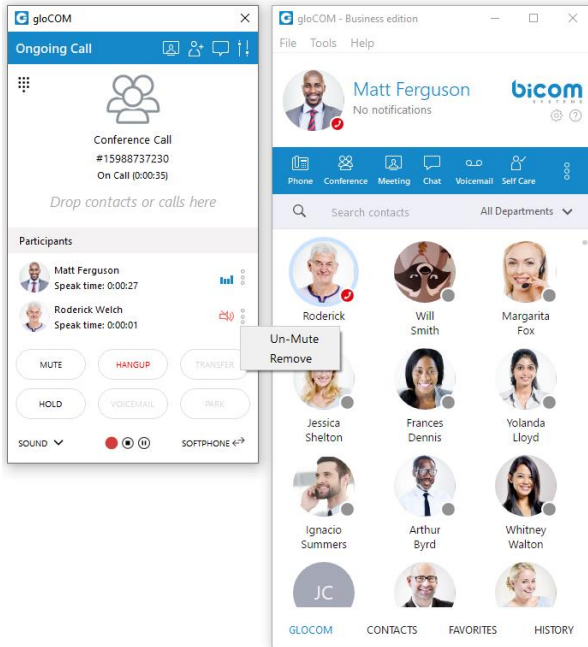 gloCOM
Ongoing Call
Conference Call
#15988737230
On Call (0:00:35)
Drop contacts or calls here
Participants
Matt Ferguson
Speak time: 0:00:27
Roderick Welch
Speak time: 0:00:01
Un-Mute
Remove
MUTE
HANGUP
TRANSFER
HOLD
VOICEMAIL
PARK
SOUND
SOFTPHONE
gloCOM - Business edition
File Tools Help
Matt Ferguson
No notifications
bicom
SYSTEMS
Phone Conference Meeting Chat Voicemail Self Care
Search contacts All Departments
Roderick
Will
Smith
Margarita
Fox
Jessica
Shelton
Frances
Dennis
Yolanda
Lloyd
Ignacio
Summers
Arthur
Byrd
Whitney
Walton
JC
GLOCOM CONTACTS FAVORITES HISTORY